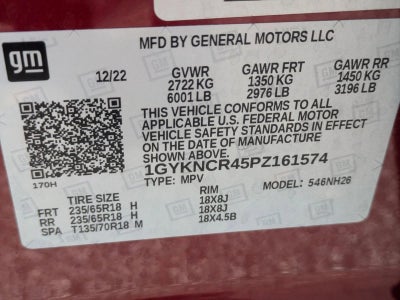 gm
MFD BY GENERAL MOTORS LLC
12/22 GVWR GAWR FRT GAWR RR
2722 KG 1350 KG 1450 KG
6001 LB 2976 LB 3196 LB
THIS VEHICLE CONFORMS TO ALL
APPLICABLE U.S. FEDERAL MOTOR
VEHICLE SAFETY STANDARDS IN EFFECT
ON THE DATE OF MANUFACTURE
SHOWN ABOVE.
1GYKNCR45PZ161574
170H TYPE: MPV MODEL: 546NH26
TIRE SIZE RIM
FRT 235/65R18 H 18X8J
RR 235/65R18 H 18X8J
SPA T135/70R18 M 18X4.5B